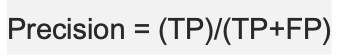 Precision = (TP)/(TP+FP)